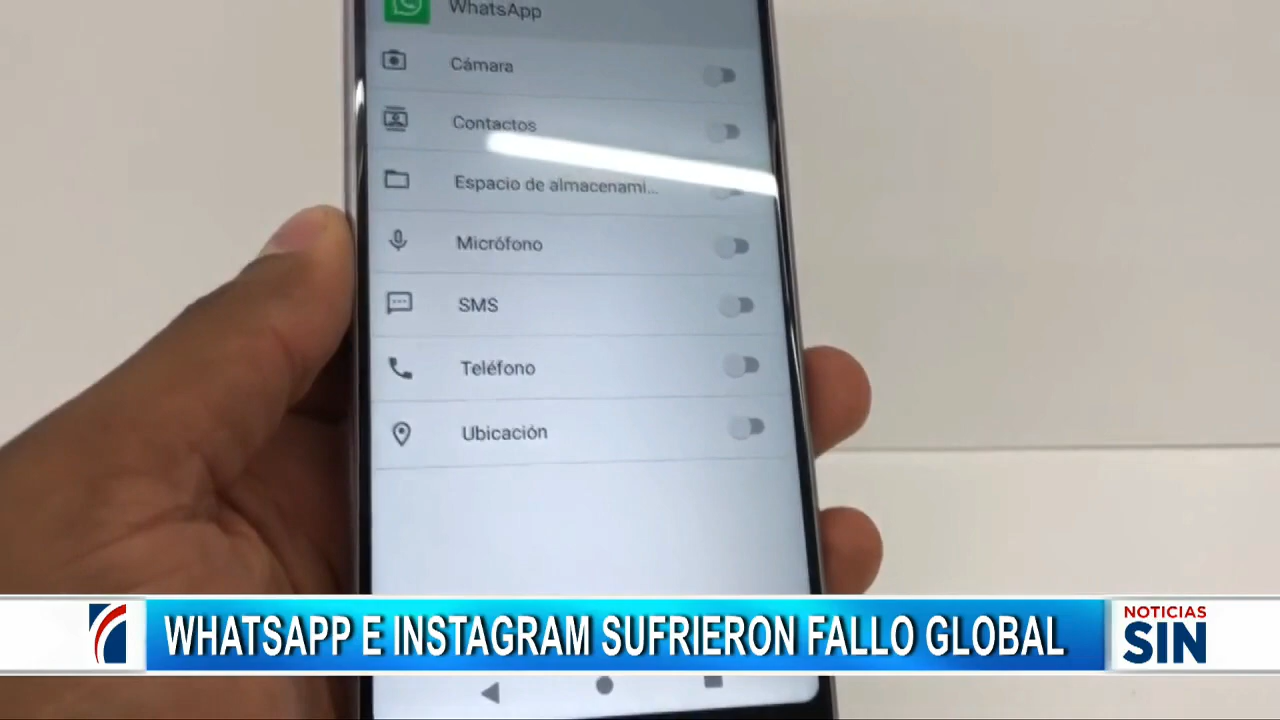 WhatsApp
Cámara
Contactos
Espacio de almacenami...
Micrófono
SMS
Teléfono
Ubicación
WHATSAPP E INSTAGRAM SUFRIERON FALLO GLOBAL
NOTICIAS
SIN